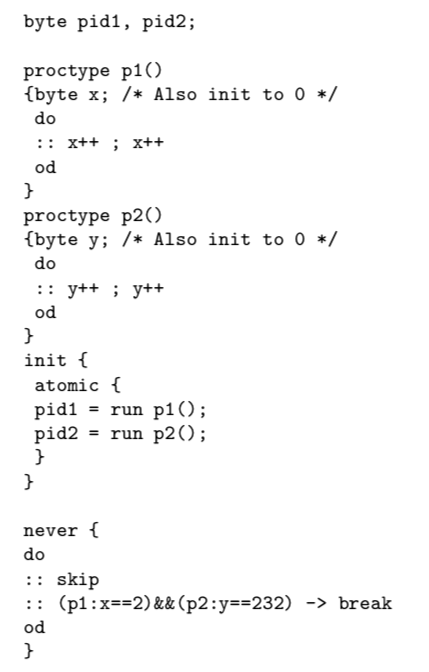 byte pid1, pid2;

proctype p1()
{byte x; /* Also init to 0 */
 do
 :: x++ ; x++
 od
}
proctype p2()
{byte y; /* Also init to 0 */
 do
 :: y++ ; y++
 od
}
init {
 atomic {
 pid1 = run p1();
 pid2 = run p2();
 }
}

never {
do
:: skip
:: (p1:x==2)&&(p2:y==232) -> break
od
}